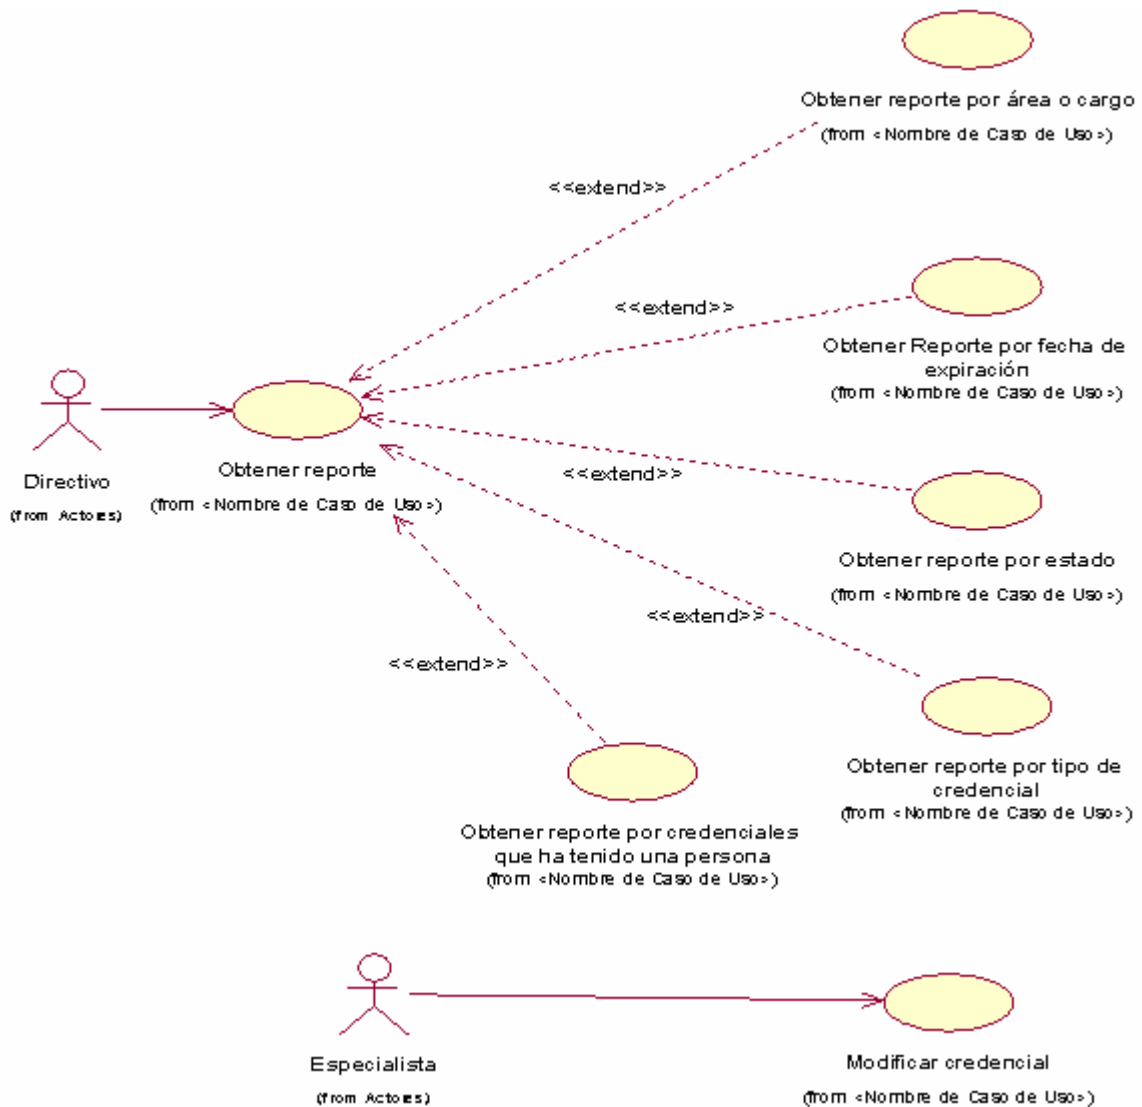 Obtener reporte por área o cargo
(from <Nombre de Caso de Uso>)
<<extend>>
<<extend>>
Obtener Reporte por fecha de
expiración
(from <Nombre de Caso de Uso>)
Directivo
(from Actores)
Obtener reporte
(from <Nombre de Caso de Uso>)
<<extend>>
Obtener reporte por estado
(from <Nombre de Caso de Uso>)
<<extend>>
<<extend>>
Obtener reporte por tipo de
credencial
(from <Nombre de Caso de Uso>)
Obtener reporte por credenciales
que ha tenido una persona
(from <Nombre de Caso de Uso>)
Especialista
(from Actores)
Modificar credencial
(from <Nombre de Caso de Uso>)